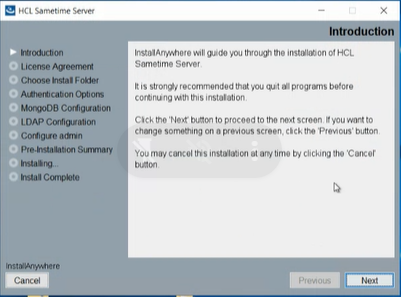 HCL Sametime Server
Introduction
Introduction
License Agreement
Choose Install Folder
Authentication Options
MongoDB Configuration
LDAP Configuration
Configure admin
Pre-Installation Summary
Installing...
Install Complete
InstallAnywhere will guide you through the installation of HCL
Sametime Server.
It is strongly recommended that you quit all programs before
continuing with this installation.
Click the 'Next' button to proceed to the next screen. If you want to
change something on a previous screen, click the 'Previous' button.
You may cancel this installation at any time by clicking the 'Cancel'
button.
InstallAnywhere
Cancel
Previous
Next